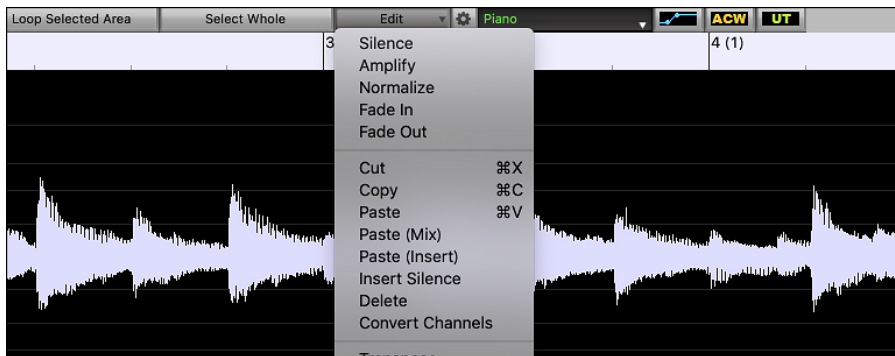 Loop Selected Area
Select Whole
Edit
Piano
ACW
UT
3
4 (1)
Silence
Amplify
Normalize
Fade In
Fade Out
Cut ⌘X
Copy ⌘C
Paste ⌘V
Paste (Mix)
Paste (Insert)
Insert Silence
Delete
Convert Channels